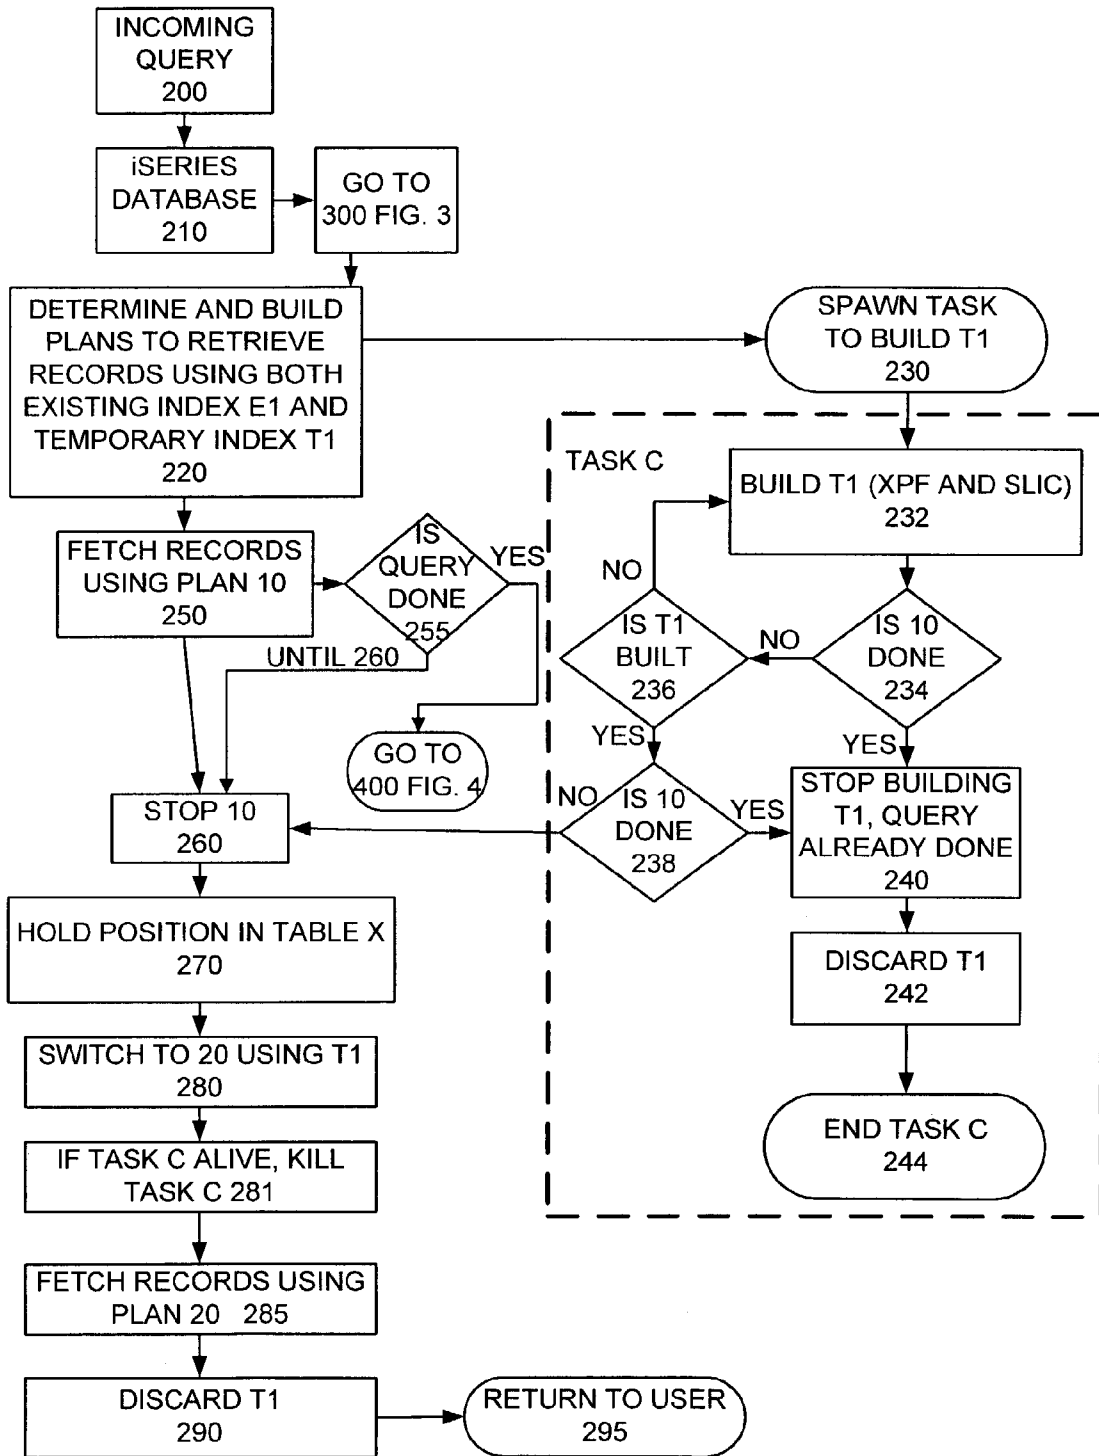 INCOMING
QUERY
200
iSERIES
DATABASE
210
GO TO
300 FIG. 3
DETERMINE AND BUILD
PLANS TO RETRIEVE
RECORDS USING BOTH
EXISTING INDEX E1 AND
TEMPORARY INDEX T1
220
SPAWN TASK
TO BUILD T1
230
TASK C
BUILD T1 (XPF AND SLIC)
232
FETCH RECORDS
USING PLAN 10
250
IS
QUERY
DONE
255
YES
UNTIL 260
GO TO
400 FIG. 4
NO
IS T1
BUILT
236
NO
IS 10
DONE
234
YES
YES
NO
IS 10
DONE
238
YES
STOP BUILDING
T1, QUERY
ALREADY DONE
240
STOP 10
260
HOLD POSITION IN TABLE X
270
DISCARD T1
242
SWITCH TO 20 USING T1
280
END TASK C
244
IF TASK C ALIVE, KILL
TASK C 281
FETCH RECORDS USING
PLAN 20 285
DISCARD T1
290
RETURN TO USER
295